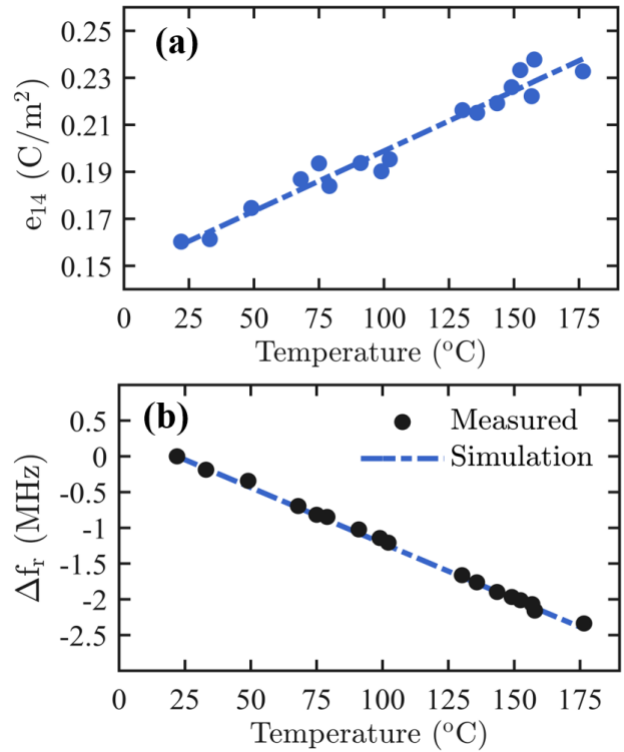 (a)
e₁₄ (C/m²)
0.25
0.23
0.21
0.19
0.17
0.15
0 25 50 75 100 125 150 175
Temperature (°C)
(b)
Measured
Simulation
Δfᵣ (MHz)
0.5
0
-0.5
-1
-1.5
-2
-2.5
0 25 50 75 100 125 150 175
Temperature (°C)